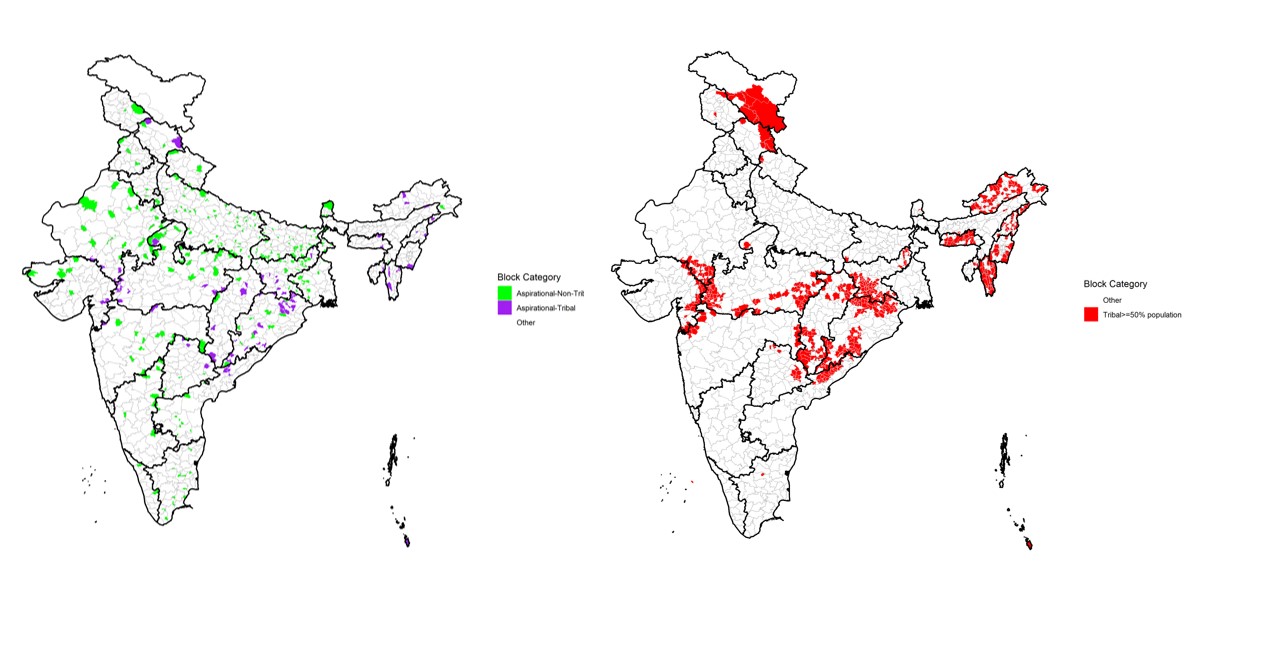 Block Category
Aspirational-Non-Trit
Aspirational-Tribal
Other
Block Category
Other
Tribal>=50% population